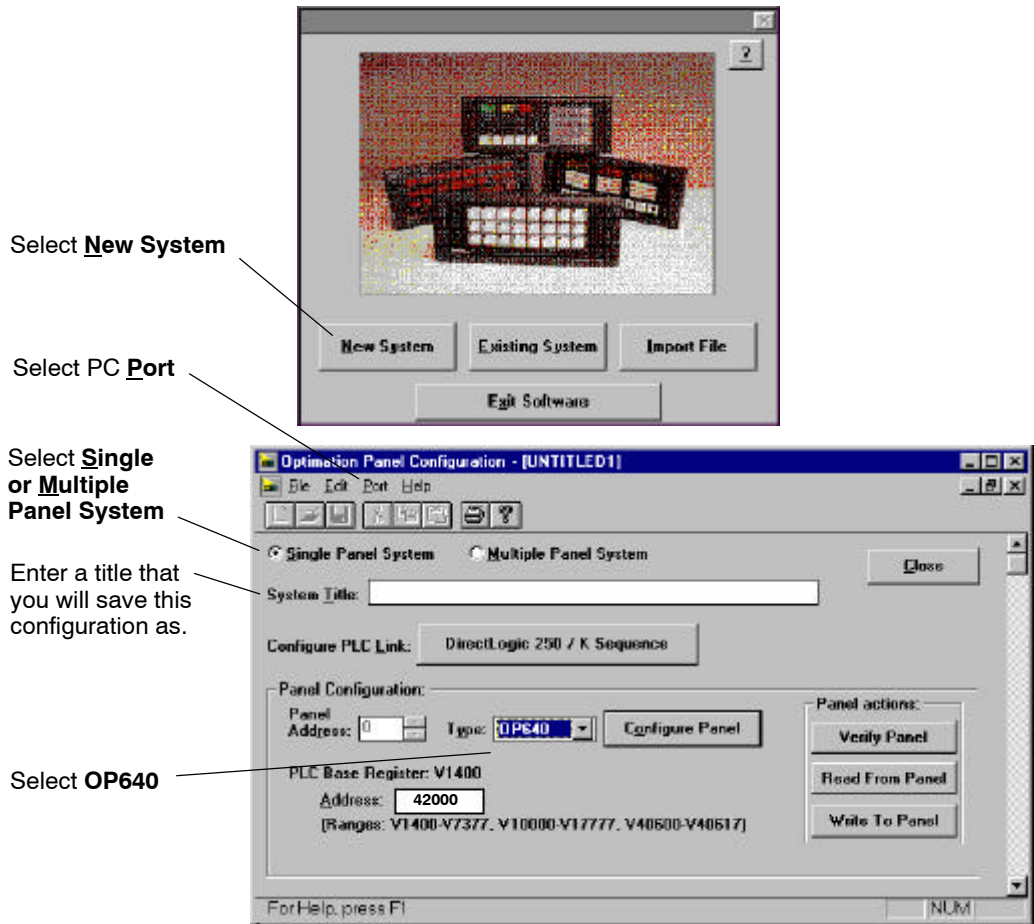 ?
Select New System
New System
Existing System
Import File
Exit Software
Select PC Port
Select Single
or Multiple
Panel System
Optimation Panel Configuration - [UNTITLED1]
File Edit Port Help
Single Panel System
Multiple Panel System
Close
Enter a title that
you will save this
configuration as.
System Title:
Configure PLC Link:
DirectLogic 250 / K Sequence
Panel Configuration:
Panel
Address: 0
Type: OP640
Configure Panel
Panel actions:
Verify Panel
Read From Panel
Write To Panel
Select OP640
PLC Base Register: V1400
Address: 42000
[Ranges: V1400-V7377, V10000-V17777, V40600-V40617]
For Help, press F1
NUM